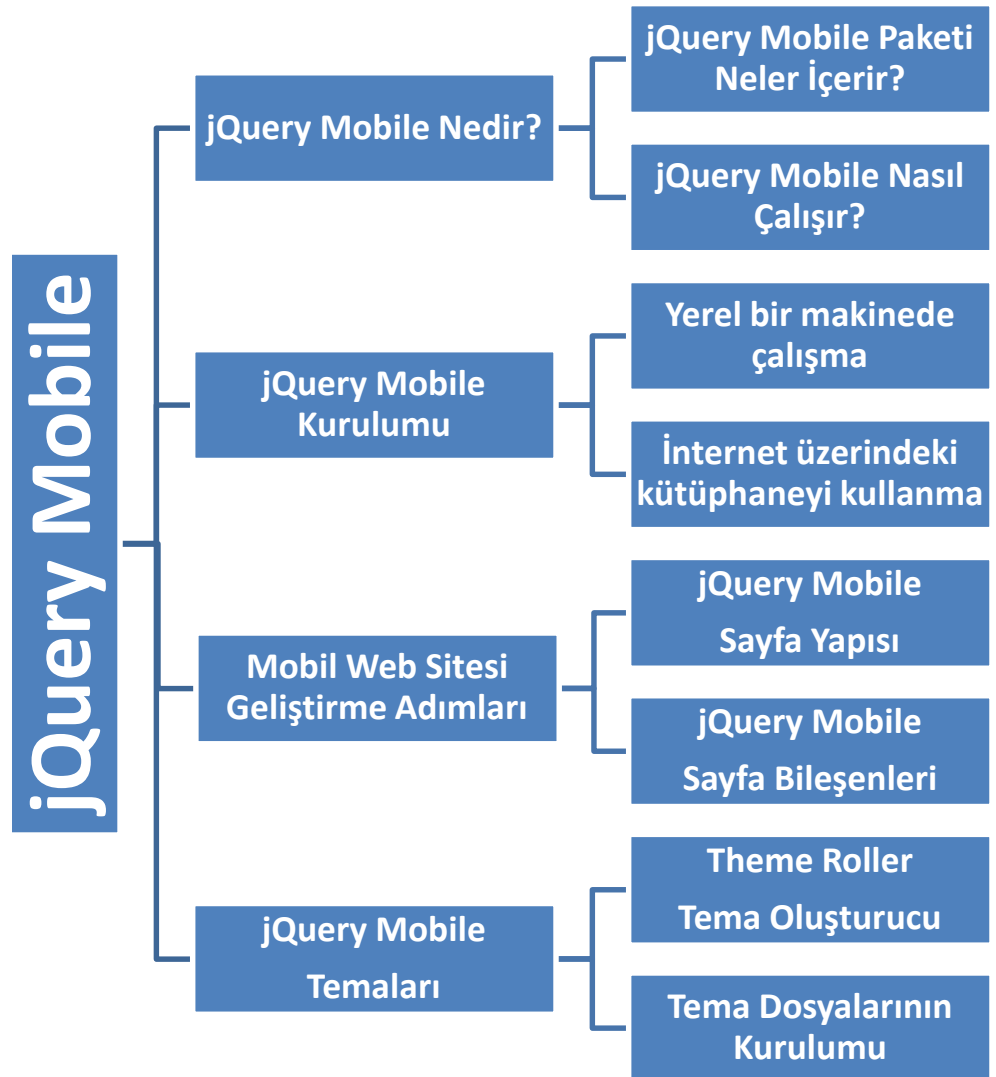 jQuery Mobile
jQuery Mobile Nedir?
jQuery Mobile Paketi
Neler İçerir?
jQuery Mobile Nasıl
Çalışır?
jQuery Mobile
Kurulumu
Yerel bir makinede
çalışma
İnternet üzerindeki
kütüphaneyi kullanma
Mobil Web Sitesi
Geliştirme Adımları
jQuery Mobile
Sayfa Yapısı
jQuery Mobile
Sayfa Bileşenleri
jQuery Mobile
Temaları
Theme Roller
Tema Oluşturucu
Tema Dosyalarının
Kurulumu